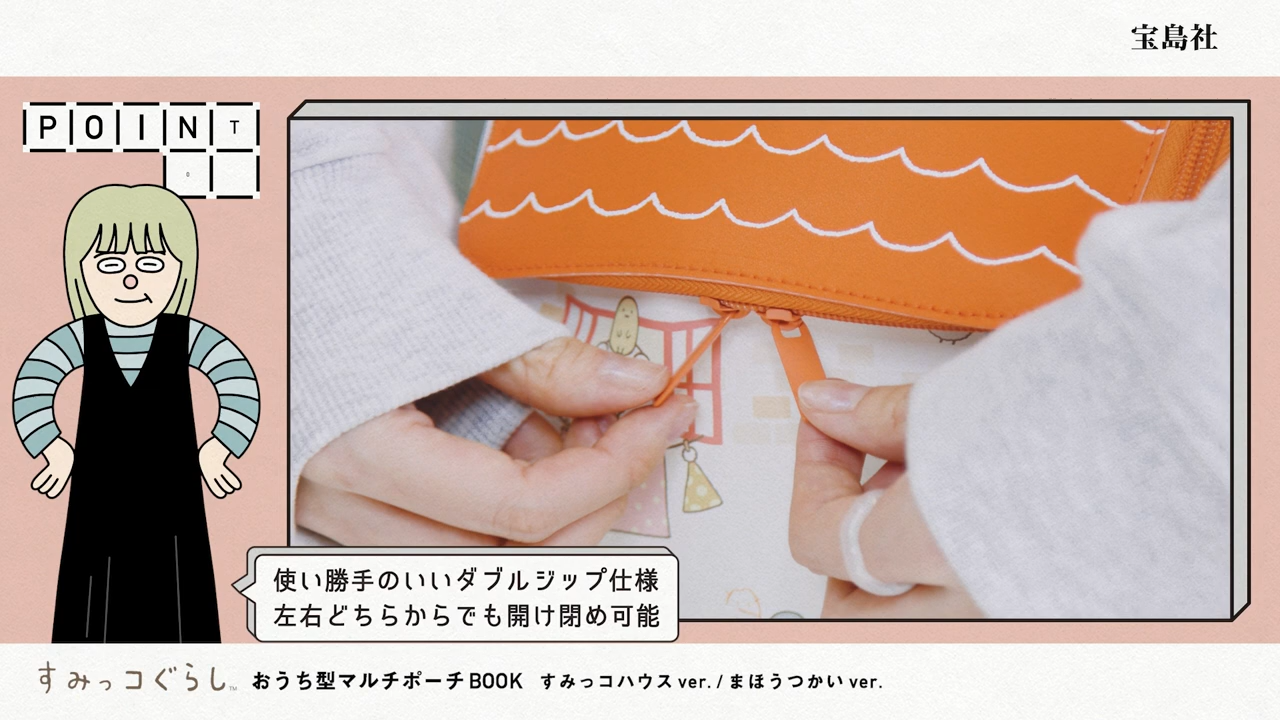 宝島社
POINT
使い勝手のいいダブルジップ仕様
左右どちらからでも開け閉め可能
すみっコぐらし™ おうち型マルチポーチBOOK すみっコハウスver. / まほうつかいver.